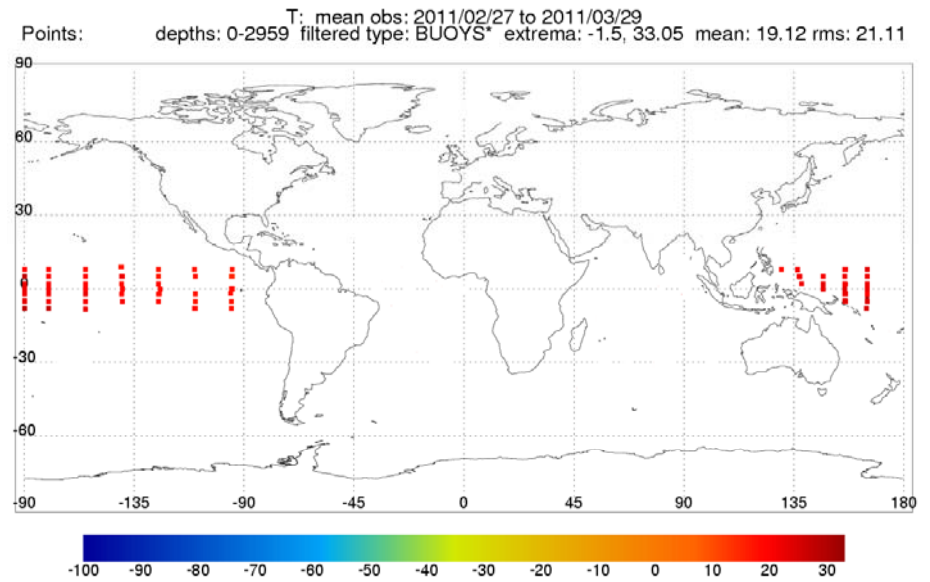 T: mean obs: 2011/02/27 to 2011/03/29
Points: depths: 0-2959 filtered type: BUOYS* extrema: -1.5, 33.05 mean: 19.12 rms: 21.11
90
60
30
0
-30
-60
-90 -135 -90 -45 0 45 90 135 180
-100 -90 -80 -70 -60 -50 -40 -30 -20 -10 0 10 20 30